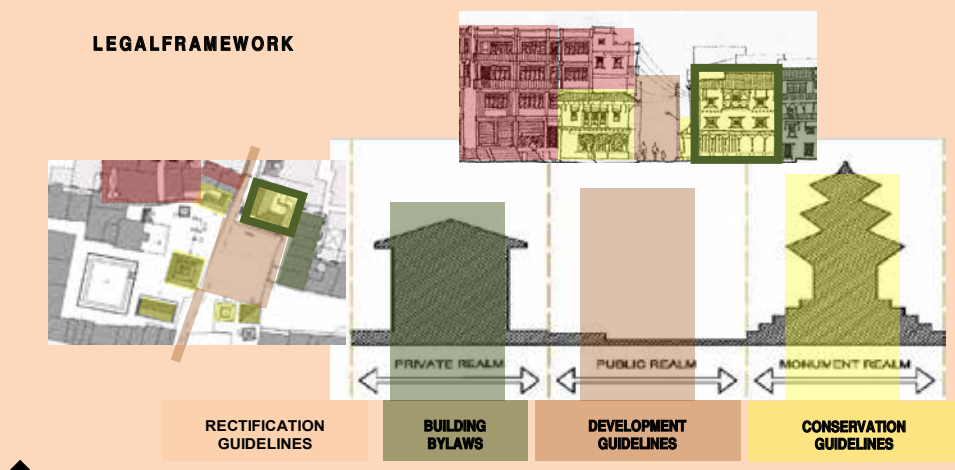 LEGALFRAMEWORK
PRIVATE REALM
PUBLIC REALM
MONUMENT REALM
RECTIFICATION
GUIDELINES
BUILDING
BYLAWS
DEVELOPMENT
GUIDELINES
CONSERVATION
GUIDELINES